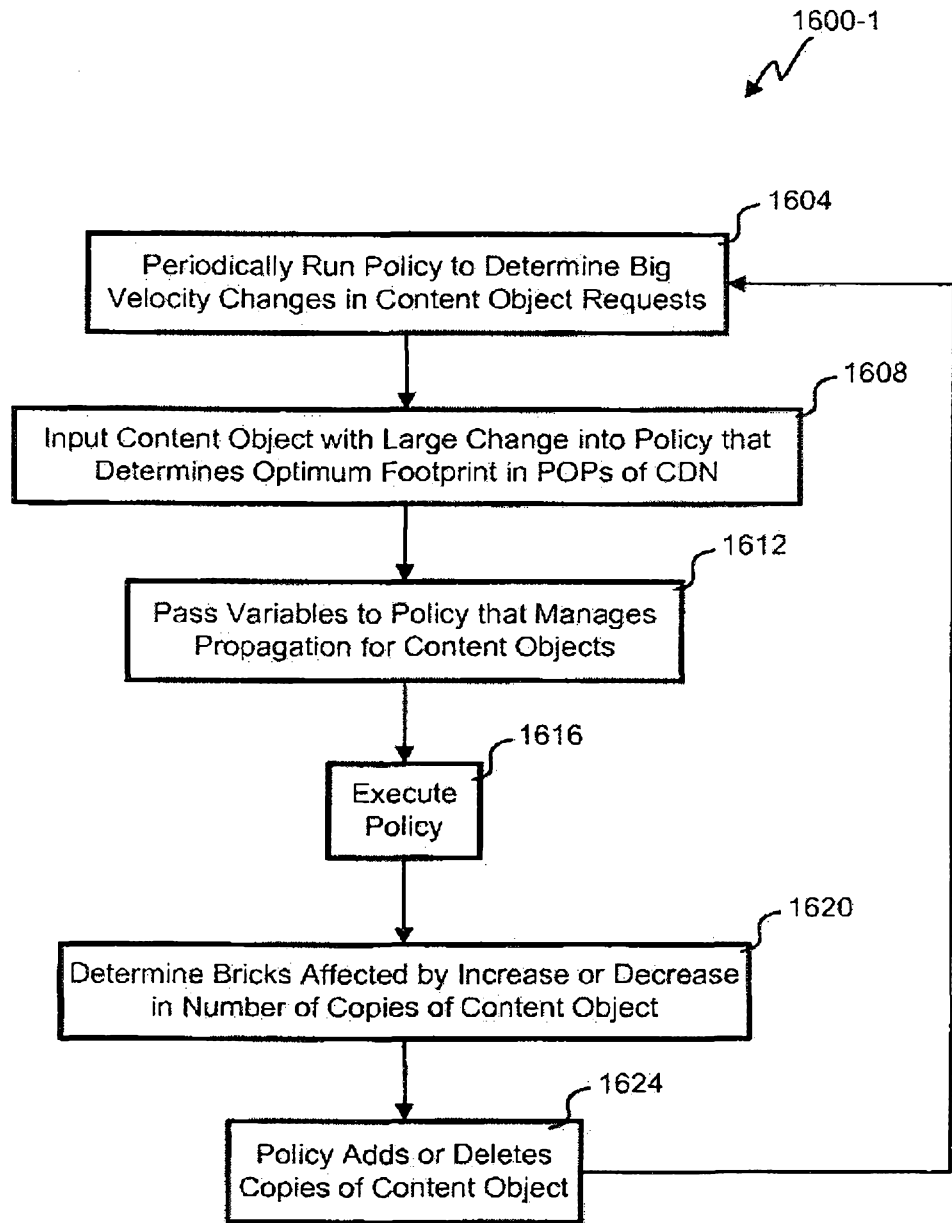 1600-1
1604
Periodically Run Policy to Determine Big
Velocity Changes in Content Object Requests
1608
Input Content Object with Large Change into Policy that
Determines Optimum Footprint in POPs of CDN
1612
Pass Variables to Policy that Manages
Propagation for Content Objects
1616
Execute
Policy
1620
Determine Bricks Affected by Increase or Decrease
in Number of Copies of Content Object
1624
Policy Adds or Deletes
Copies of Content Object